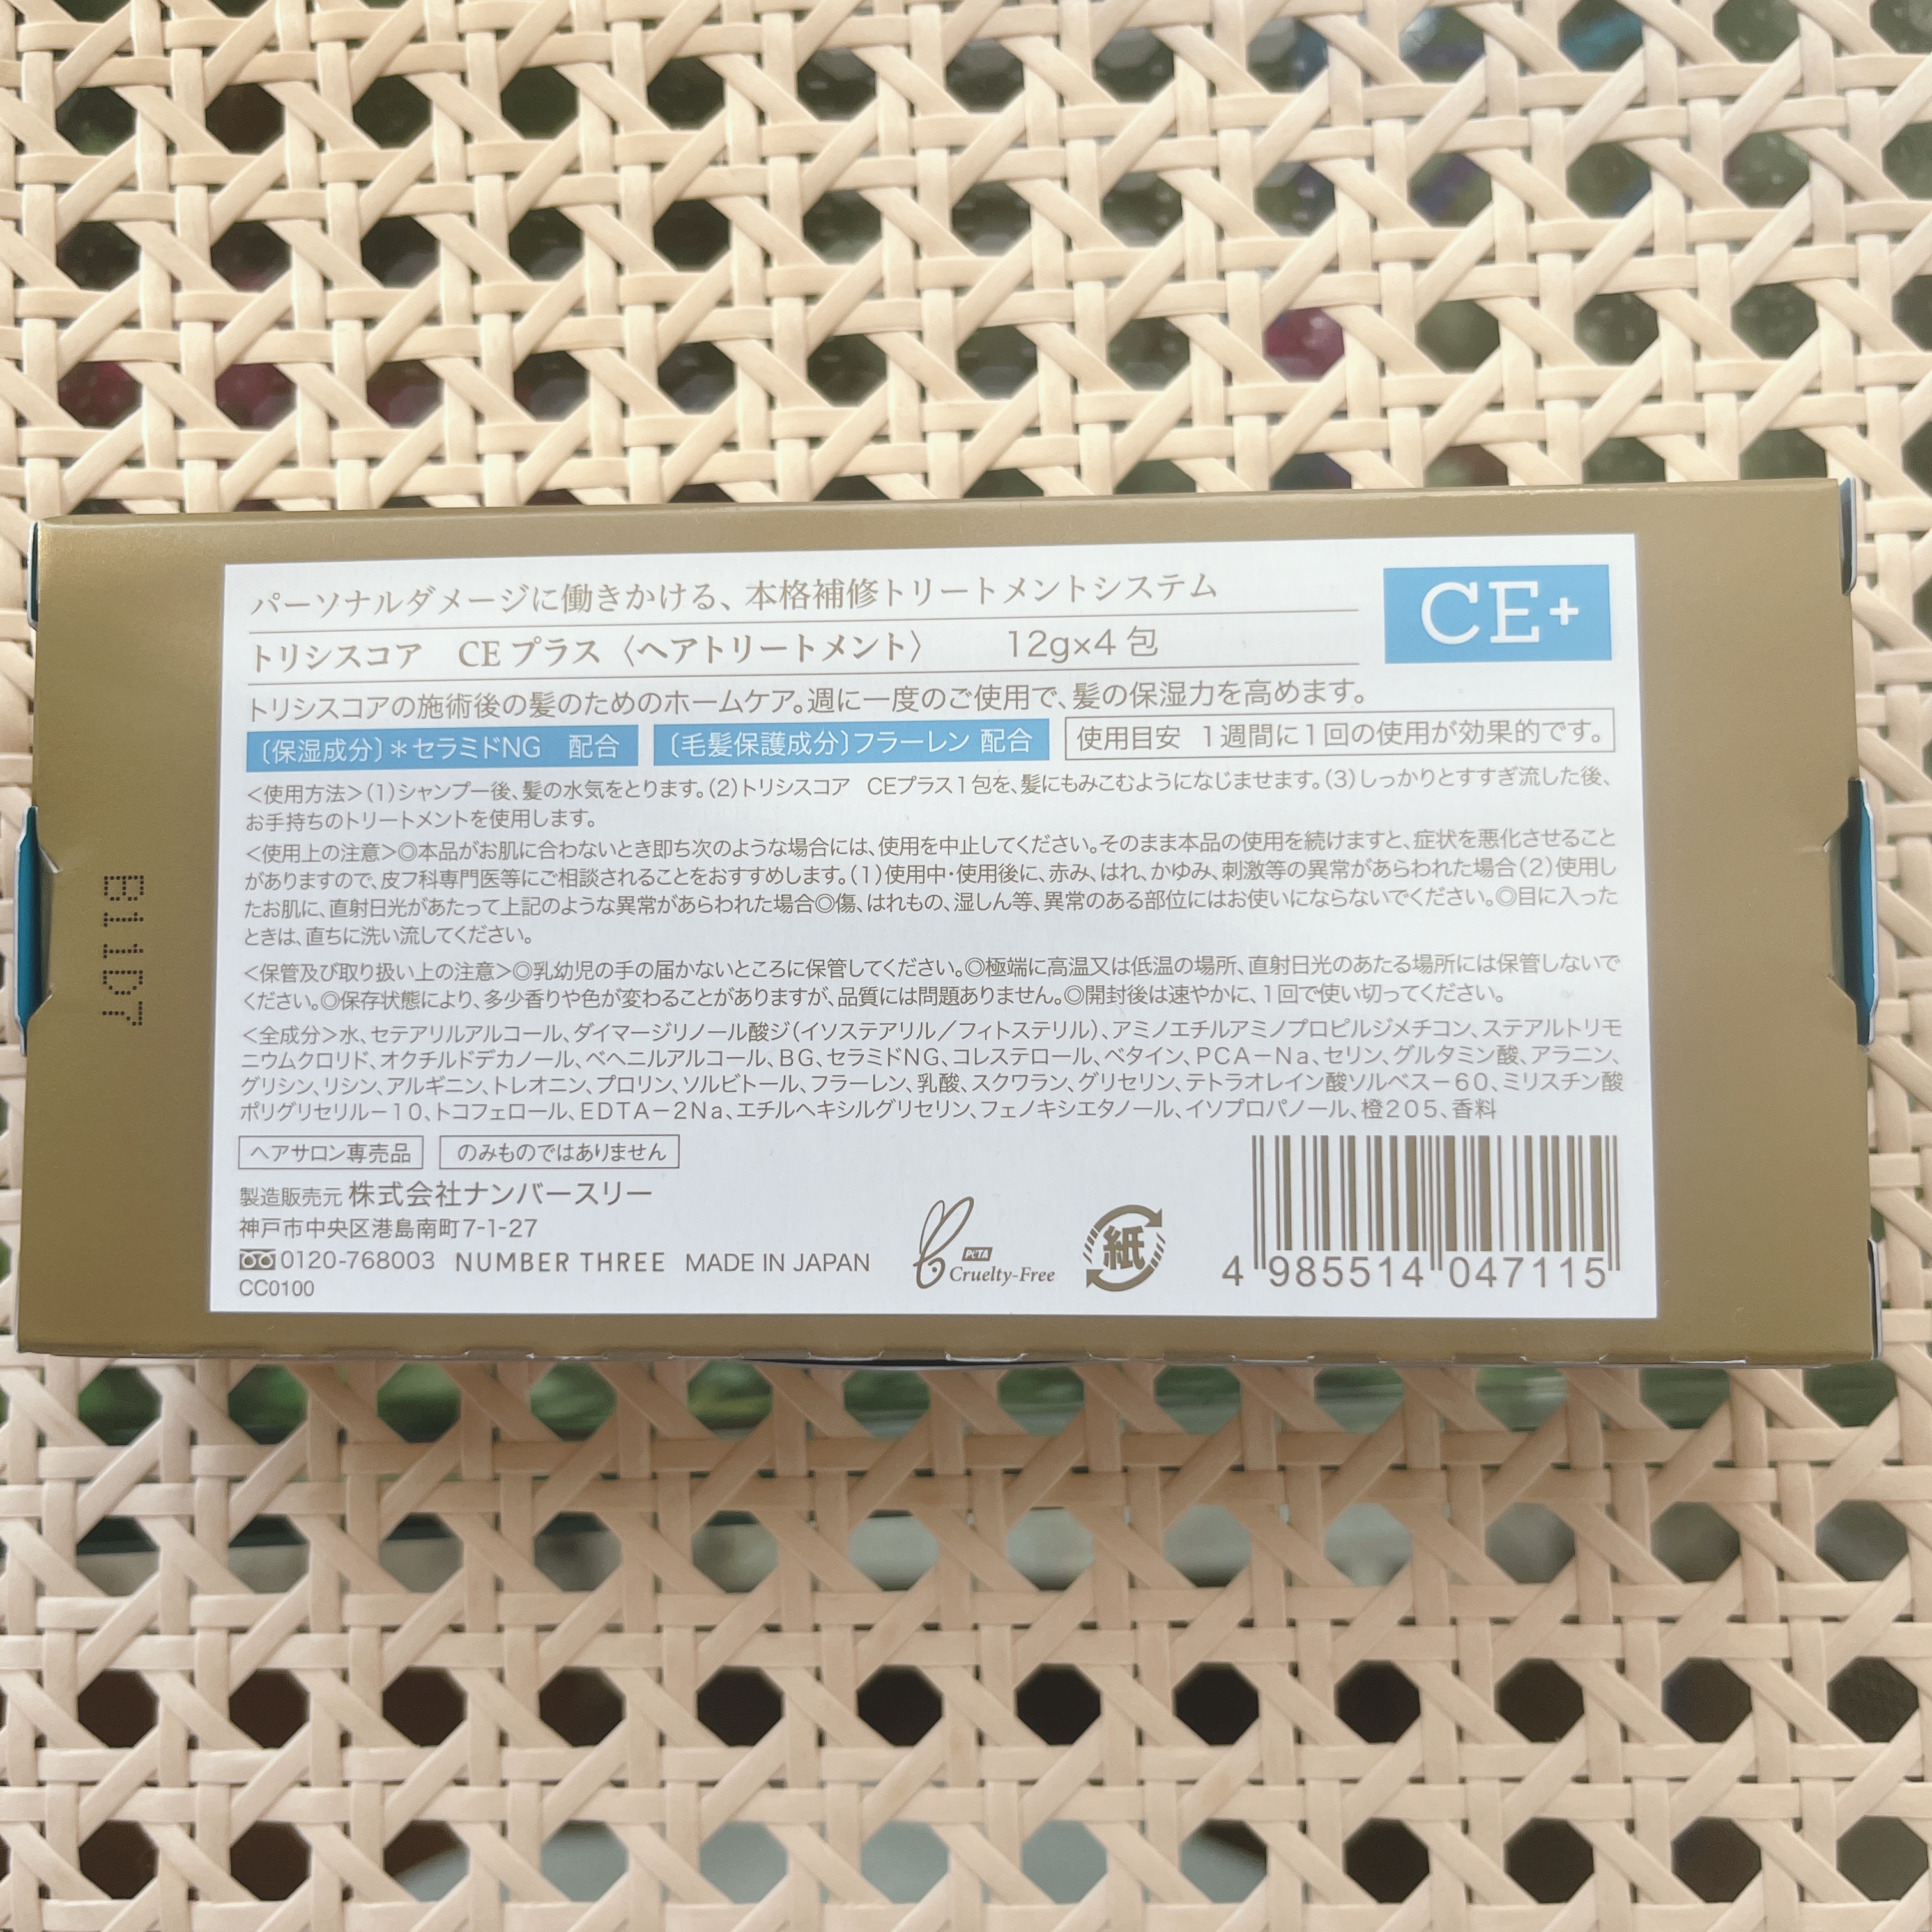 パーソナルダメージに働きかける、本格補修トリートメントシステム
CE+
トリシスコア CE プラス〈ヘアトリートメント〉 12g×4 包
トリシスコアの施術後の髪のためのホームケア。週に一度のご使用で、髪の保湿力を高めます。
〔保湿成分〕＊セラミドNG 配合 〔毛髪保護成分〕フラーレン 配合 使用目安 1週間に1回の使用が効果的です。
＜使用方法＞(1)シャンプー後、髪の水気をとります。(2)トリシスコア CEプラス1包を、髪にもみこむようになじませます。(3)しっかりとすすぎ流した後、
お手持ちのトリートメントを使用します。
＜使用上の注意＞◎本品がお肌に合わないとき即ち次のような場合には、使用を中止してください。そのまま本品の使用を続けますと、症状を悪化させること
がありますので、皮フ科専門医等にご相談されることをおすすめします。(1)使用中・使用後に、赤み、はれ、かゆみ、刺激等の異常があらわれた場合(2)使用し
たお肌に、直射日光があたって上記のような異常があらわれた場合◎傷、はれもの、湿しん等、異常のある部位にはお使いにならないでください。◎目に入った
ときは、直ちに洗い流してください。
＜保管及び取り扱い上の注意＞◎乳幼児の手の届かないところに保管してください。◎極端に高温又は低温の場所、直射日光のあたる場所には保管しないで
ください。◎保存状態により、多少香りや色が変わることがありますが、品質には問題ありません。◎開封後は速やかに、1回で使い切ってください。
＜全成分＞水、セテアリルアルコール、ダイマージリノール酸ジ(イソステアリル／フィトステリル)、アミノエチルアミノプロピルジメチコン、ステアルトリモ
ニウムクロリド、オクチルドデカノール、ベヘニルアルコール、BG、セラミドNG、コレステロール、ベタイン、PCA－Na、セリン、グルタミン酸、アラニン、
グリシン、リシン、アルギニン、トレオニン、プロリン、ソルビトール、フラーレン、乳酸、スクワラン、グリセリン、テトラオレイン酸ソルベス－60、ミリスチン酸
ポリグリセリル－10、トコフェロール、EDTA－2Na、エチルヘキシルグリセリン、フェノキシエタノール、イソプロパノール、橙205、香料
ヘアサロン専売品 のみものではありません
製造販売元 株式会社ナンバースリー
神戸市中央区港島南町7-1-27
0120-768003 NUMBER THREE MADE IN JAPAN
CC0100
PETA
Cruelty-Free
紙
4 985514 047115
B11D7